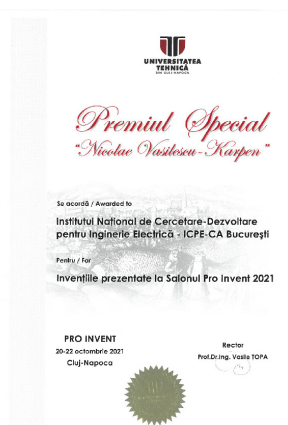 UNIVERSITATEA
TEHNICĂ
DIN CLUJ-NAPOCA
Premiul Special
"Nicolae Vasilescu-Karpen"
Se acordă / Awarded to
Institutul National de Cercetare-Dezvoltare
pentru Inginerie Electrică - ICPE-CA București
Pentru / For
Invențiile prezentate la Salonul Pro Invent 2021
PRO INVENT
20-22 octombrie 2021
Cluj-Napoca
Rector
Prof.Dr.Ing. Vasile TOPA